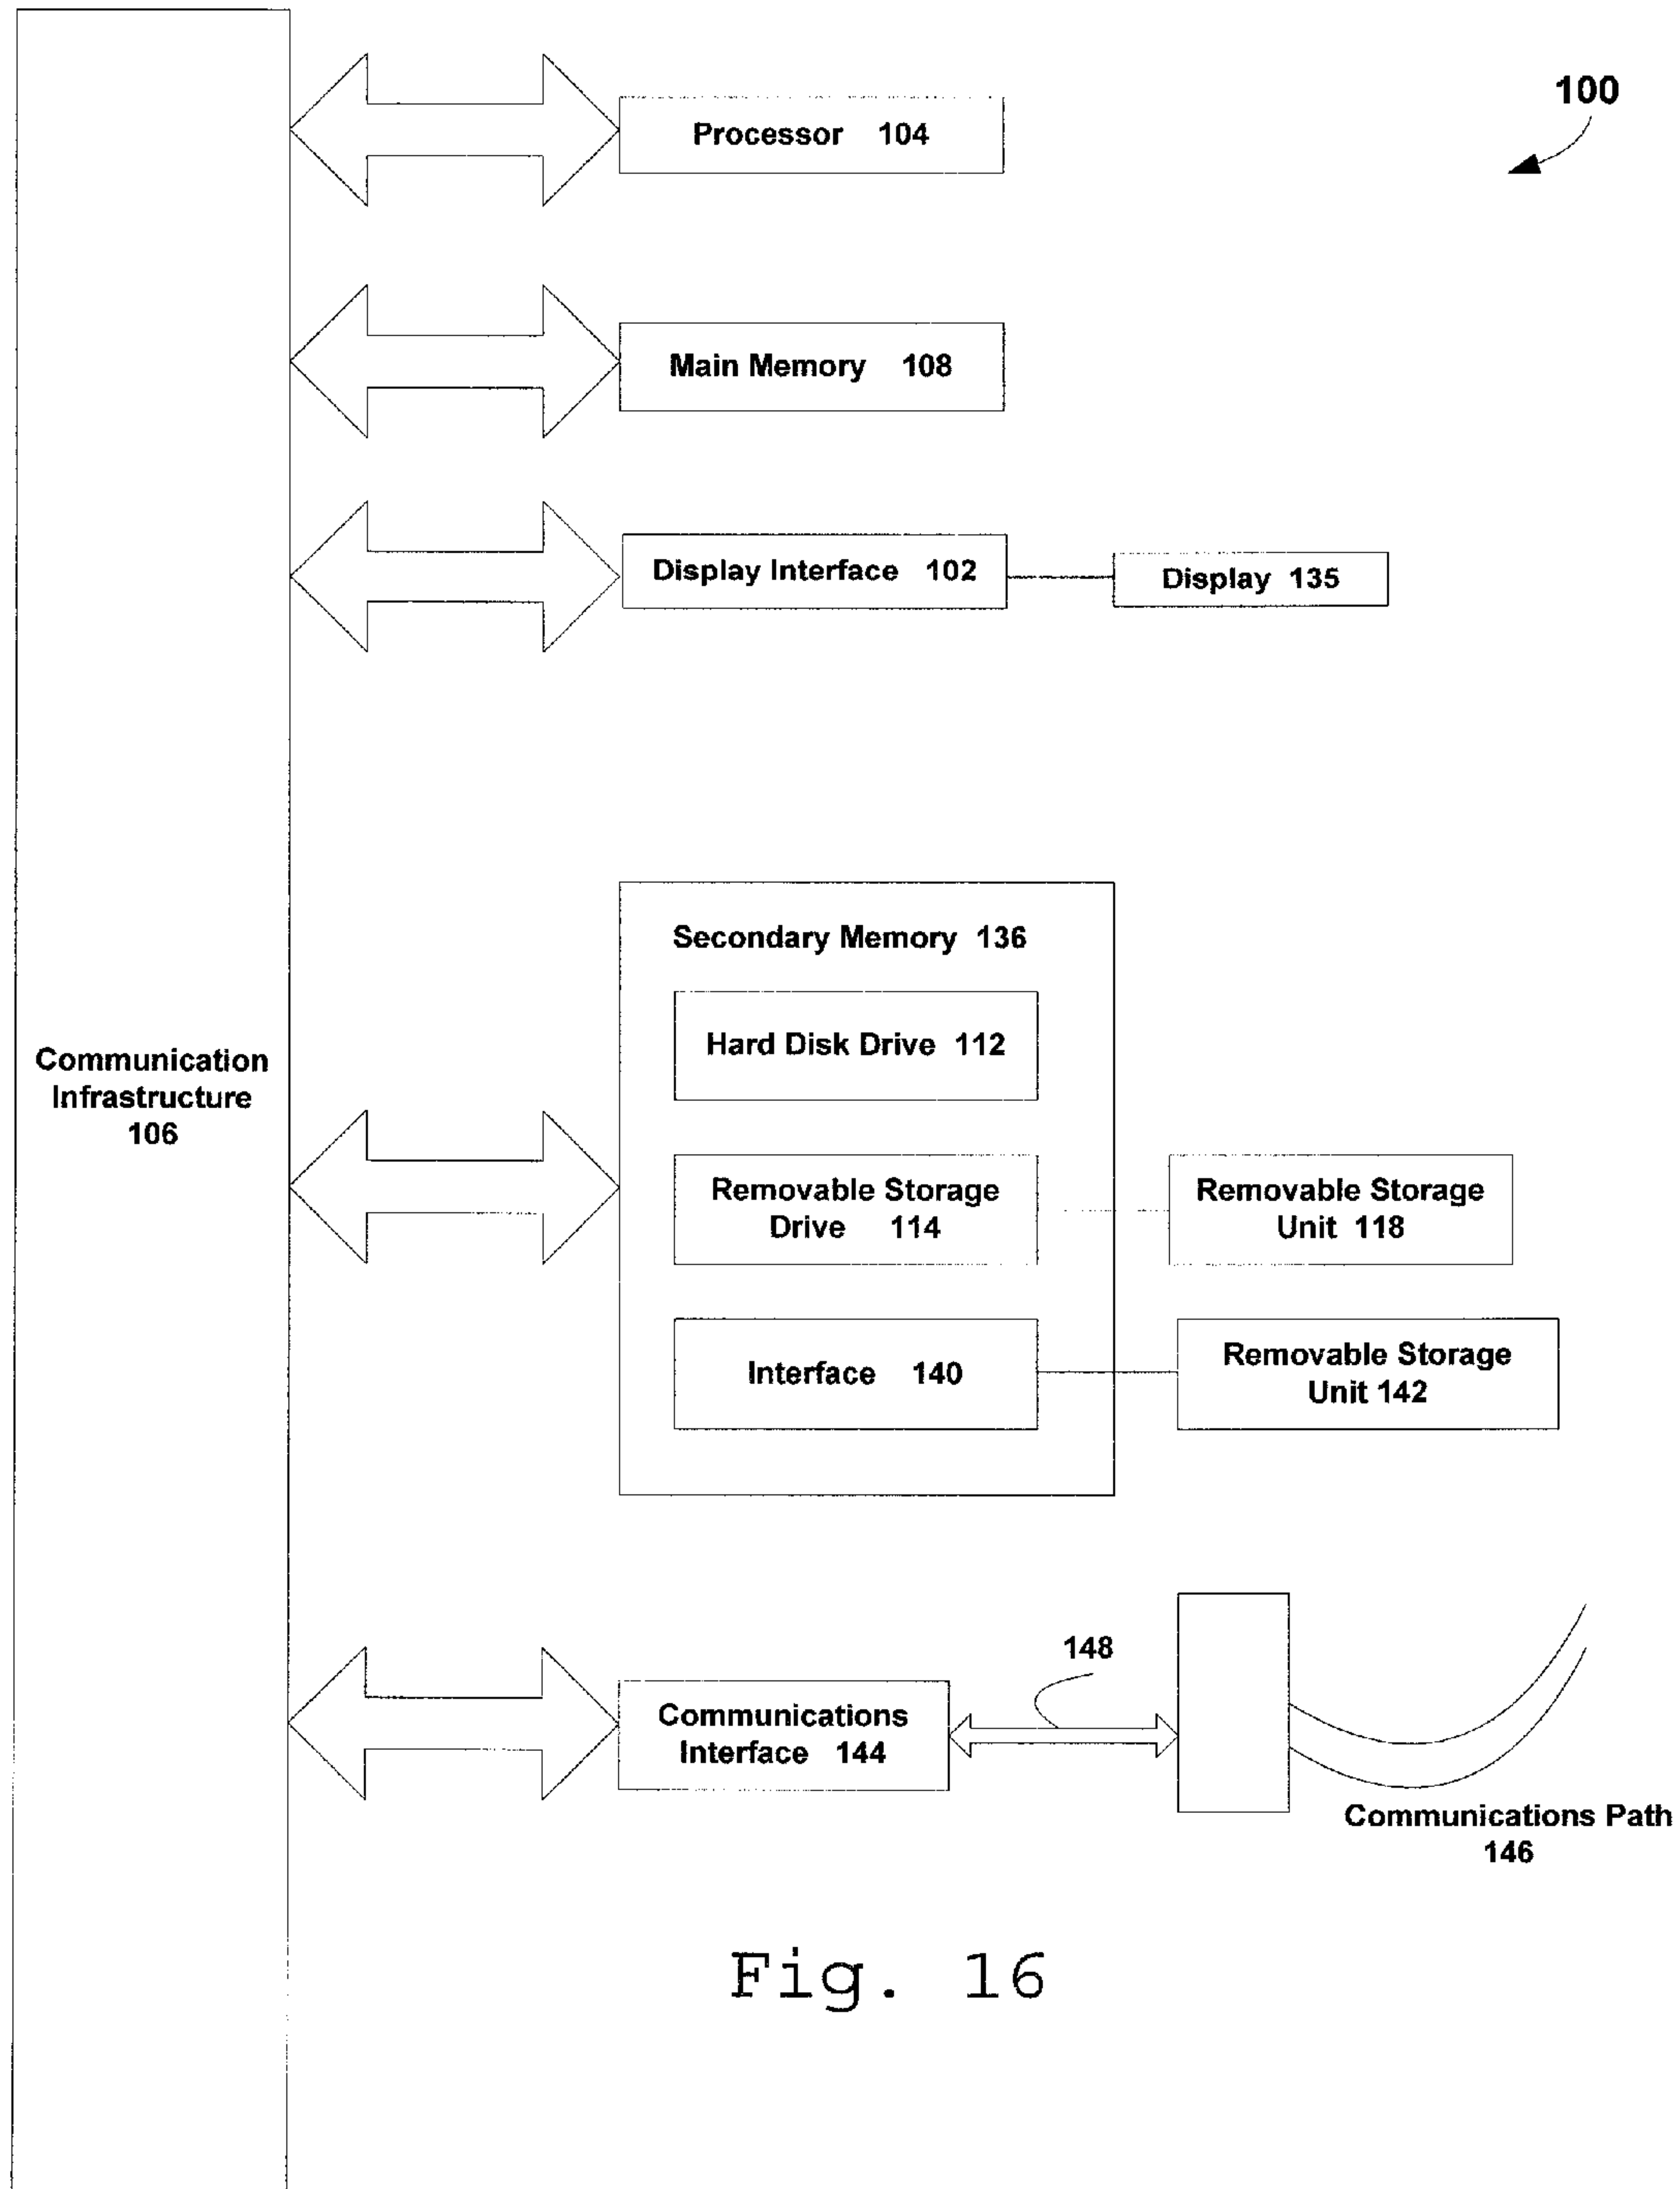 100
Processor 104
Main Memory 108
Display Interface 102
Display 135
Secondary Memory 136
Hard Disk Drive 112
Communication
Infrastructure
106
Removable Storage
Drive 114
Removable Storage
Unit 118
Interface 140
Removable Storage
Unit 142
148
Communications
Interface 144
Communications Path
146
Fig. 16